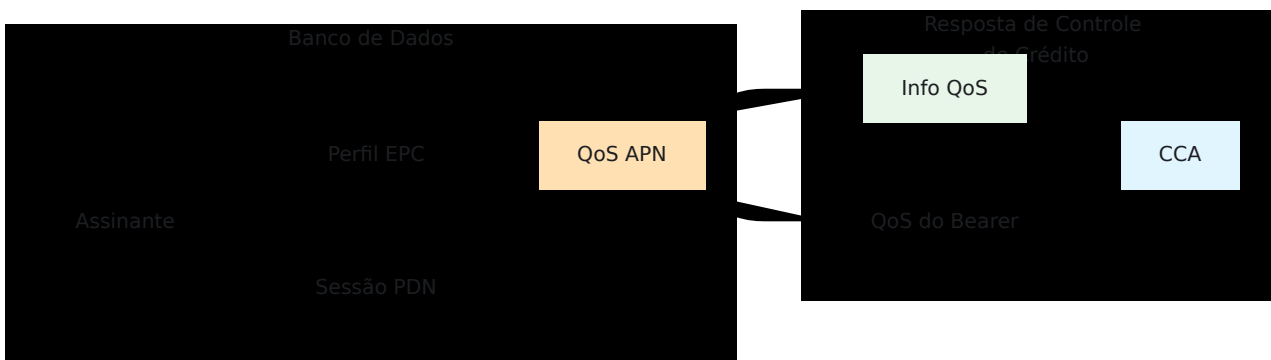 Banco de Dados
Assinante
Perfil EPC
Sessão PDN
QoS APN
Resposta de Controle
de Crédito
Info QoS
QoS do Bearer
CCA